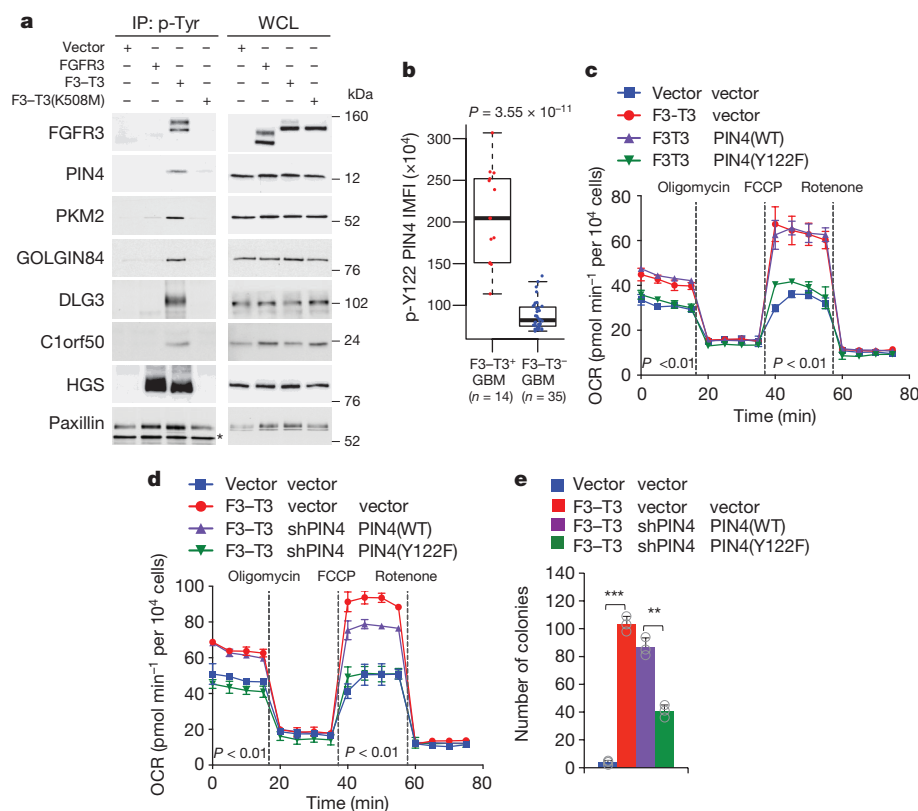 a
IP: p-Tyr WCL
Vector + – – – + – – –
FGFR3 – + – – – + – –
F3–T3 – – + – – – + –
F3–T3(K508M) – – – + – – – +
kDa
FGFR3 160
PIN4 12
PKM2 52
GOLGIN84 76
DLG3 102
C1orf50 24
HGS 76
Paxillin * 52
b
P = 3.55 × 10⁻¹¹
p-Y122 PIN4 IMFI (×10⁴)
300
250
200
150
100
F3–T3⁺ F3–T3⁻
GBM GBM
(n = 14) (n = 35)
c
Vector vector
F3-T3 vector
F3T3 PIN4(WT)
F3T3 PIN4(Y122F)
Oligomycin FCCP Rotenone
OCR (pmol min⁻¹ per 10⁴ cells)
80
60
40
20
0
P <0.01 P < 0.01
0 20 40 60 80
Time (min)
d
Vector vector
F3–T3 vector vector
F3–T3 shPIN4 PIN4(WT)
F3–T3 shPIN4 PIN4(Y122F)
Oligomycin FCCP Rotenone
OCR (pmol min⁻¹ per 10⁴ cells)
100
80
60
40
20
0
P < 0.01 P < 0.01
0 20 40 60 80
Time (min)
e
Vector vector
F3–T3 vector vector
F3–T3 shPIN4 PIN4(WT)
F3–T3 shPIN4 PIN4(Y122F)
Number of colonies
140
120
100
80
60
40
20
0
*** **